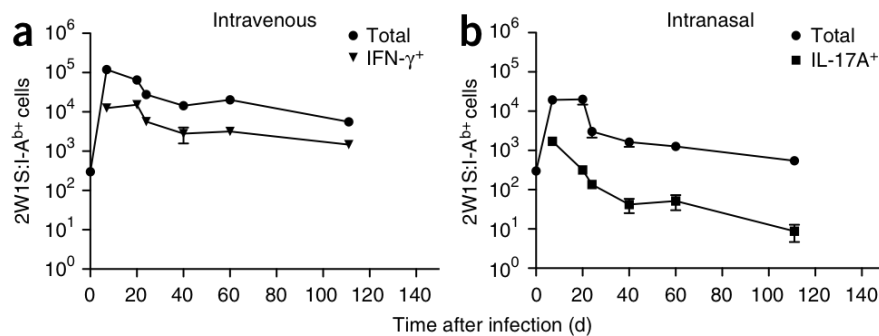 a
Intravenous
Total
IFN-γ⁺
2W1S:I-Aᵇ⁺ cells
10⁶
10⁵
10⁴
10³
10²
10¹
10⁰
0 20 40 60 80 100 120 140
b
Intranasal
Total
IL-17A⁺
2W1S:I-Aᵇ⁺ cells
10⁶
10⁵
10⁴
10³
10²
10¹
10⁰
0 20 40 60 80 100 120 140
Time after infection (d)